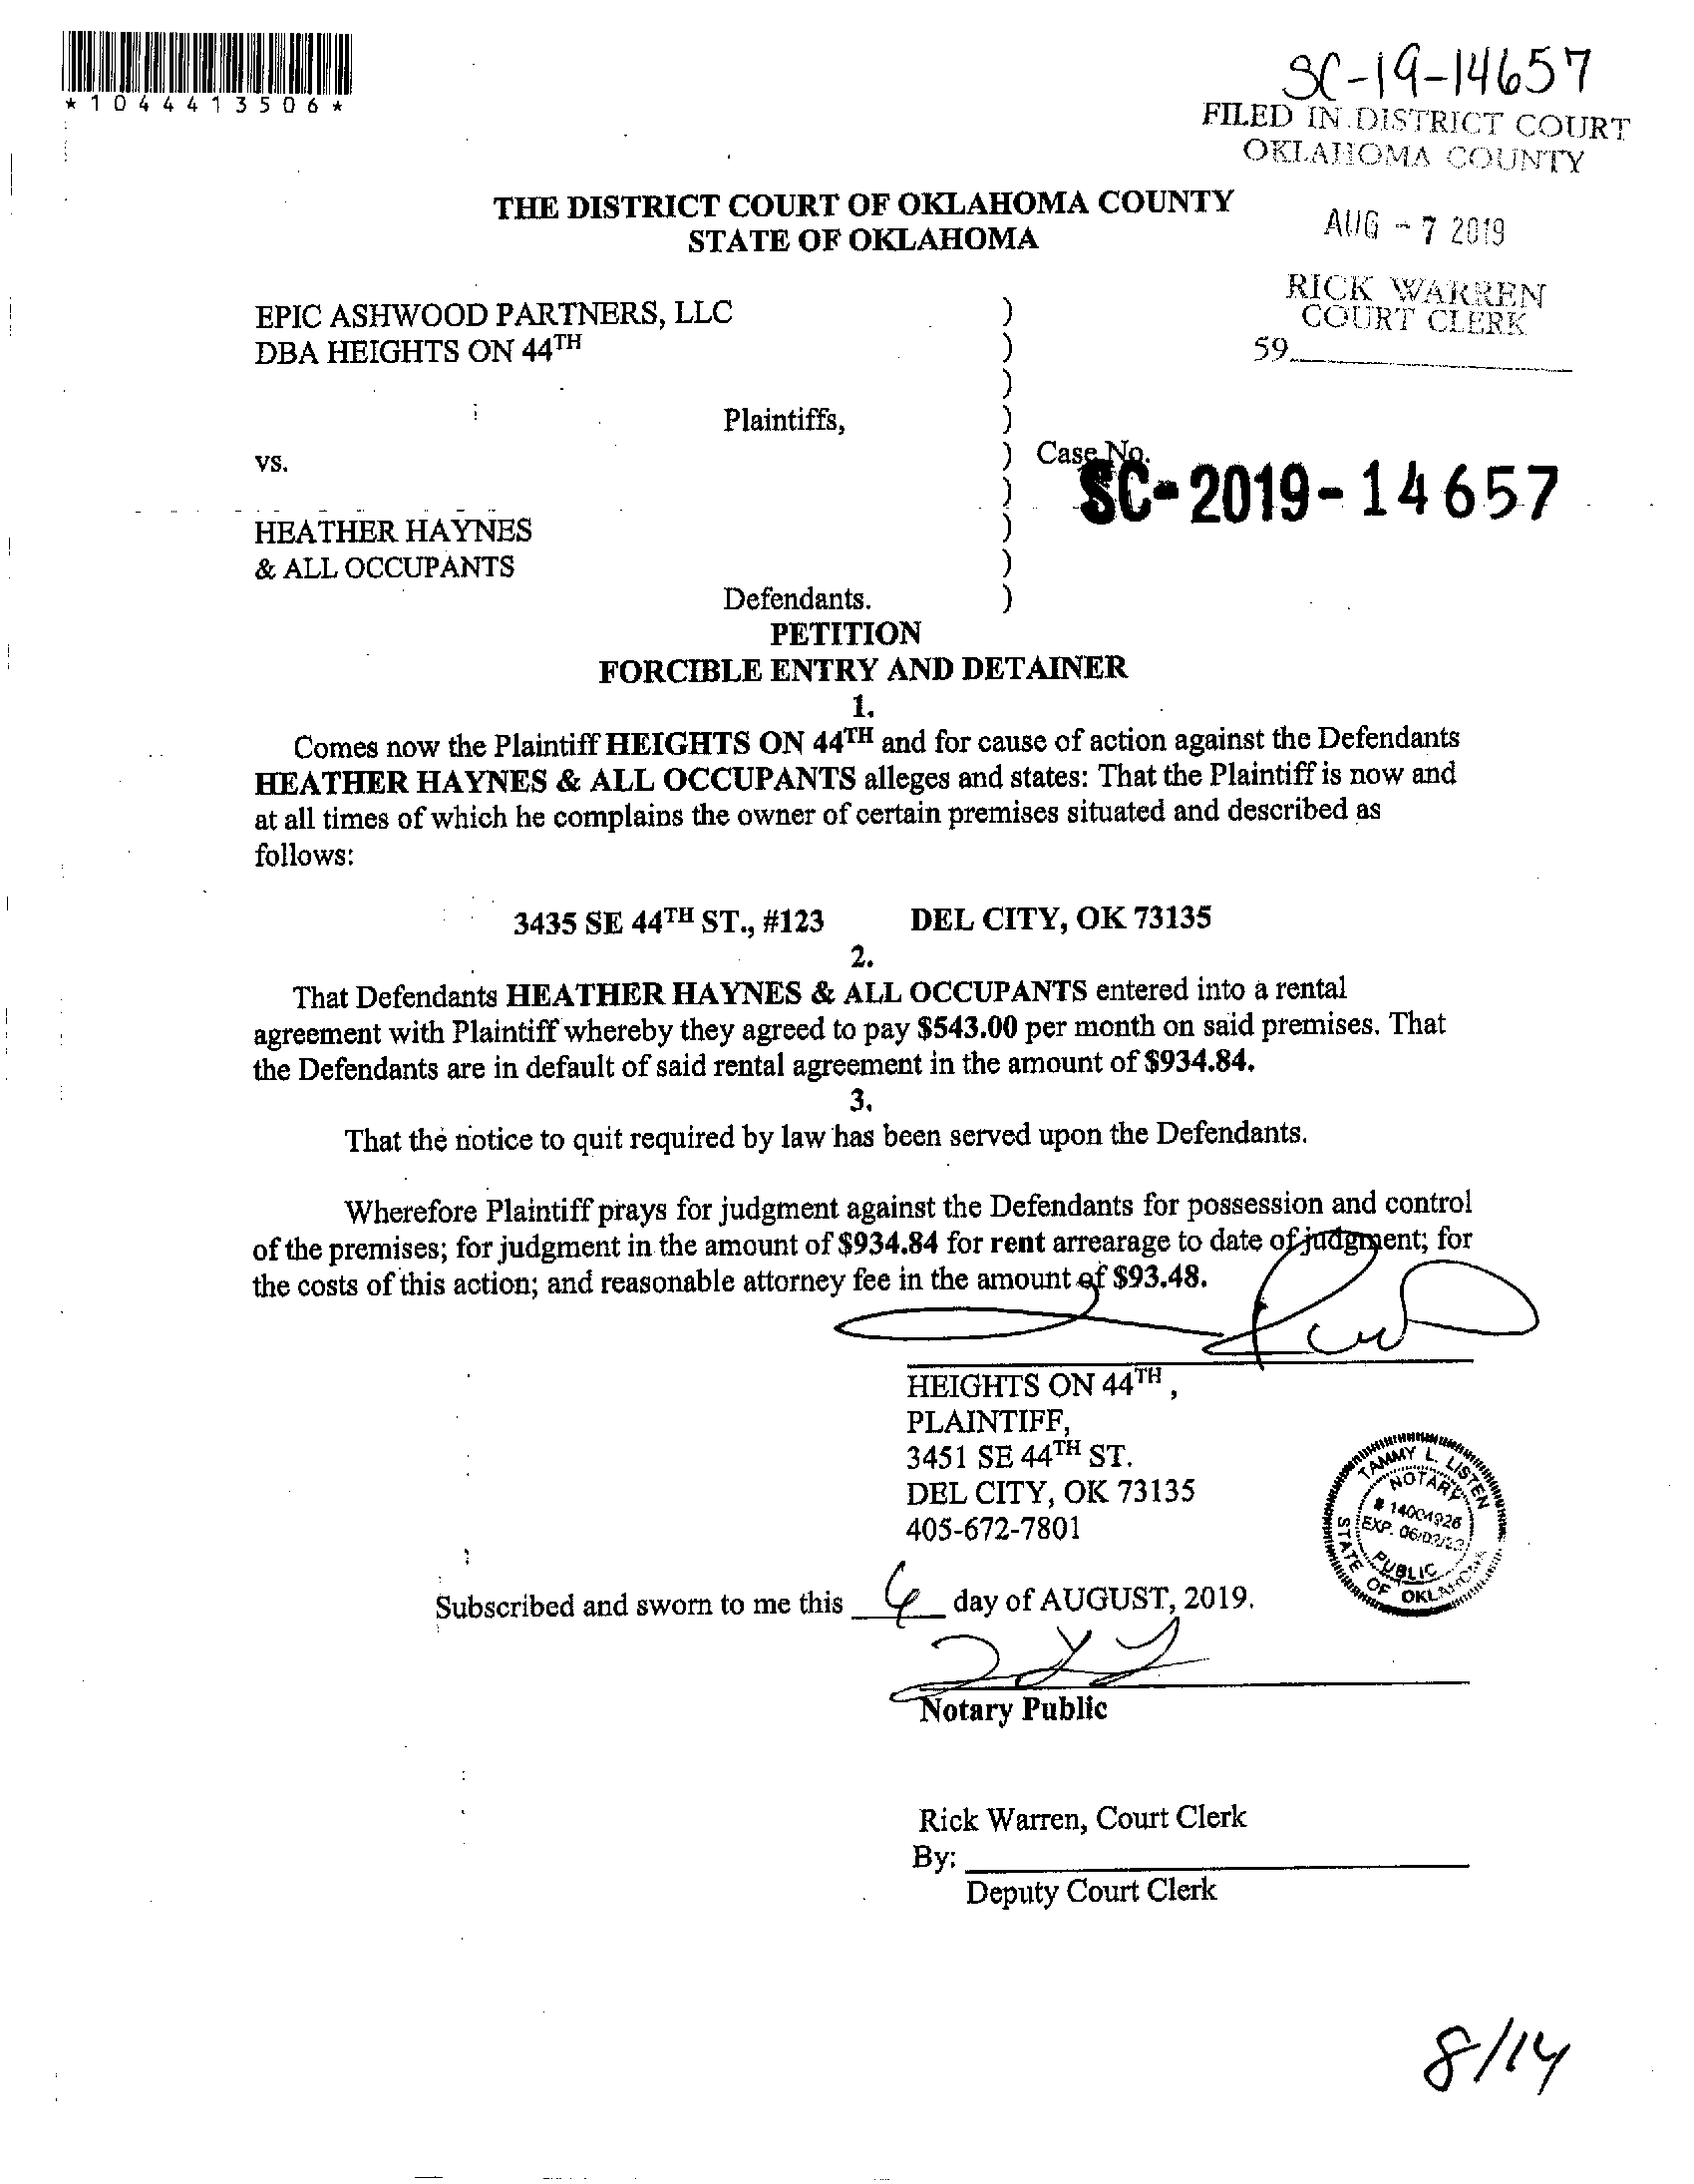 *1044413506*
SC-19-14657
FILED IN DISTRICT COURT
OKLAHOMA COUNTY
AUG - 7 2019
RICK WARREN
COURT CLERK
59
THE DISTRICT COURT OF OKLAHOMA COUNTY
STATE OF OKLAHOMA
EPIC ASHWOOD PARTNERS, LLC )
DBA HEIGHTS ON 44TH )
)
Plaintiffs, )
vs. ) Case No.
) SC-2019-14657
HEATHER HAYNES )
& ALL OCCUPANTS )
Defendants. )
PETITION
FORCIBLE ENTRY AND DETAINER
1.
Comes now the Plaintiff HEIGHTS ON 44TH and for cause of action against the Defendants
HEATHER HAYNES & ALL OCCUPANTS alleges and states: That the Plaintiff is now and
at all times of which he complains the owner of certain premises situated and described as
follows:
3435 SE 44TH ST., #123 DEL CITY, OK 73135
2.
That Defendants HEATHER HAYNES & ALL OCCUPANTS entered into a rental
agreement with Plaintiff whereby they agreed to pay $543.00 per month on said premises. That
the Defendants are in default of said rental agreement in the amount of $934.84.
3.
That the notice to quit required by law has been served upon the Defendants.
Wherefore Plaintiff prays for judgment against the Defendants for possession and control
of the premises; for judgment in the amount of $934.84 for rent arrearage to date of judgment; for
the costs of this action; and reasonable attorney fee in the amount of $93.48.
HEIGHTS ON 44TH ,
PLAINTIFF,
3451 SE 44TH ST.
DEL CITY, OK 73135
405-672-7801
TAMMY L. LISTEN
NOTARY
# 14004926
EXP. 06/02/22
PUBLIC
STATE OF OKLAHOMA
Subscribed and sworn to me this 6 day of AUGUST, 2019.
Notary Public
Rick Warren, Court Clerk
By:
Deputy Court Clerk
8/14